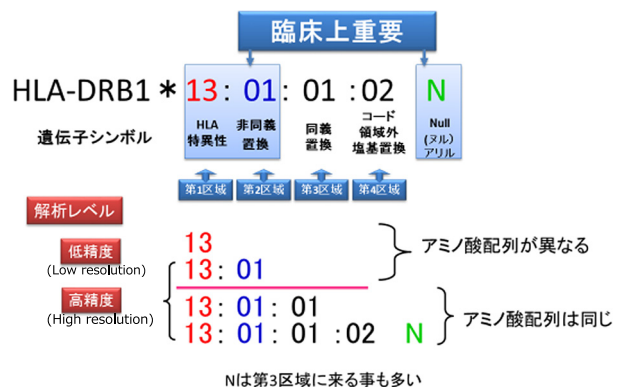 臨床上重要
HLA-DRB1 * 13: 01: 01 :02 N
遺伝子シンボル
HLA
特異性
非同義
置換
同義
置換
コード
領域外
塩基置換
Null
(ヌル)
アリル
第1区域
第2区域
第3区域
第4区域
解析レベル
低精度
(Low resolution)
13
13: 01
アミノ酸配列が異なる
高精度
(High resolution)
13: 01: 01
13: 01: 01 :02 N
アミノ酸配列は同じ
Nは第3区域に来る事も多い